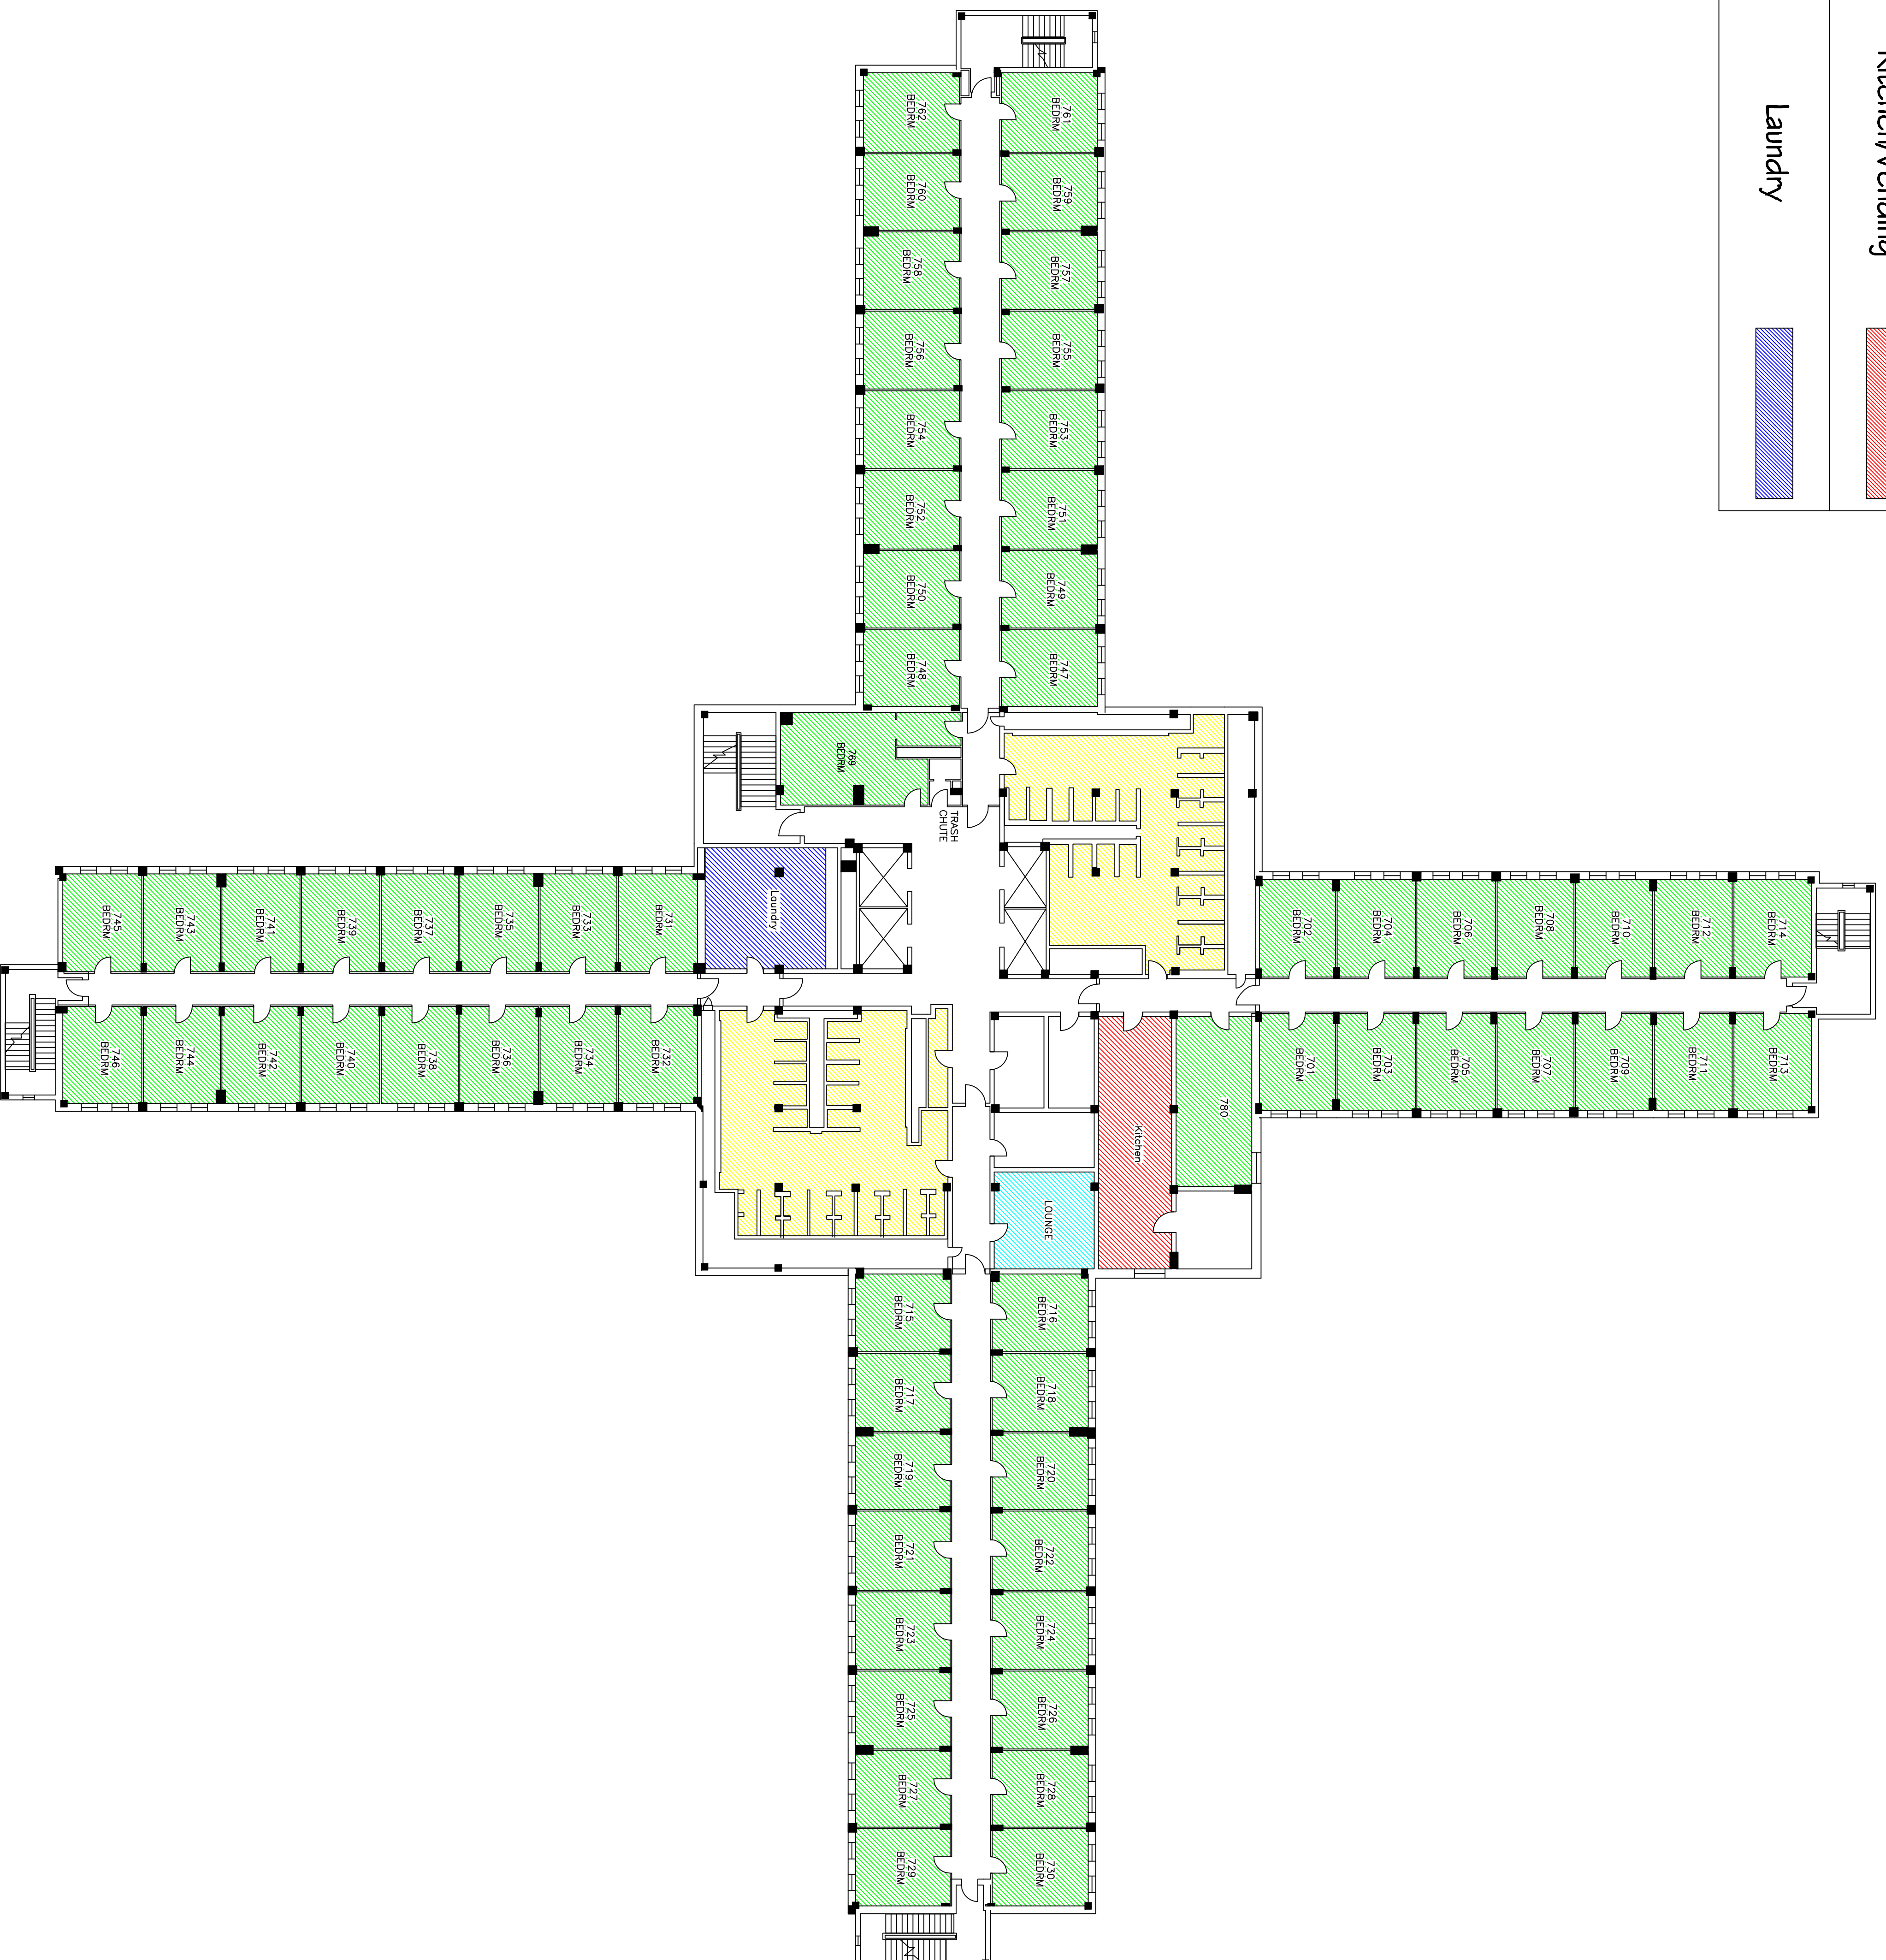 Kitchen/Vending
Laundry
714
BEDRM
713
BEDRM
712
BEDRM
711
BEDRM
710
BEDRM
709
BEDRM
708
BEDRM
707
BEDRM
706
BEDRM
705
BEDRM
704
BEDRM
703
BEDRM
702
BEDRM
701
BEDRM
780
Kitchen
LOUNGE
761
BEDRM
759
BEDRM
757
BEDRM
755
BEDRM
753
BEDRM
751
BEDRM
749
BEDRM
747
BEDRM
716
BEDRM
718
BEDRM
720
BEDRM
722
BEDRM
724
BEDRM
726
BEDRM
728
BEDRM
730
BEDRM
TRASH
CHUTE
762
BEDRM
760
BEDRM
758
BEDRM
756
BEDRM
754
BEDRM
752
BEDRM
750
BEDRM
748
BEDRM
715
BEDRM
717
BEDRM
719
BEDRM
721
BEDRM
723
BEDRM
725
BEDRM
727
BEDRM
729
BEDRM
769
BEDRM
Laundry
731
BEDRM
732
BEDRM
733
BEDRM
734
BEDRM
735
BEDRM
736
BEDRM
737
BEDRM
738
BEDRM
739
BEDRM
740
BEDRM
741
BEDRM
742
BEDRM
743
BEDRM
744
BEDRM
745
BEDRM
746
BEDRM